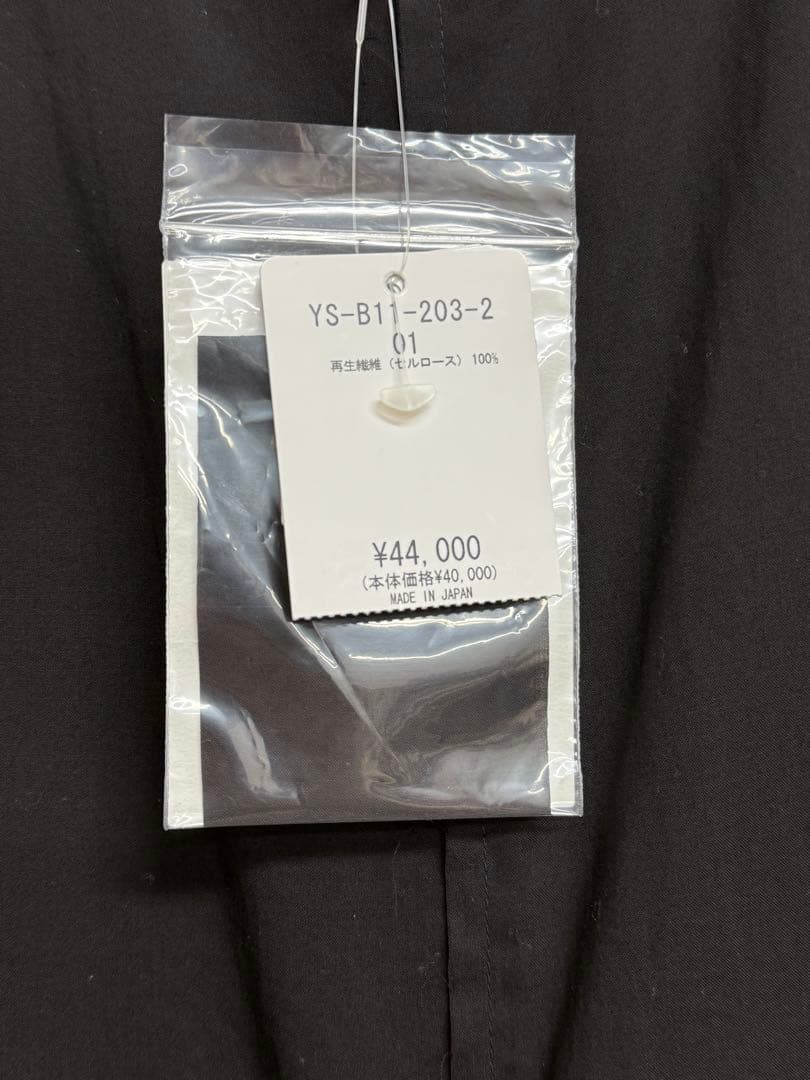 YS-B11-203-2
01
再生繊維（セルロース）100%
¥44,000
(本体価格¥40,000)
MADE IN JAPAN